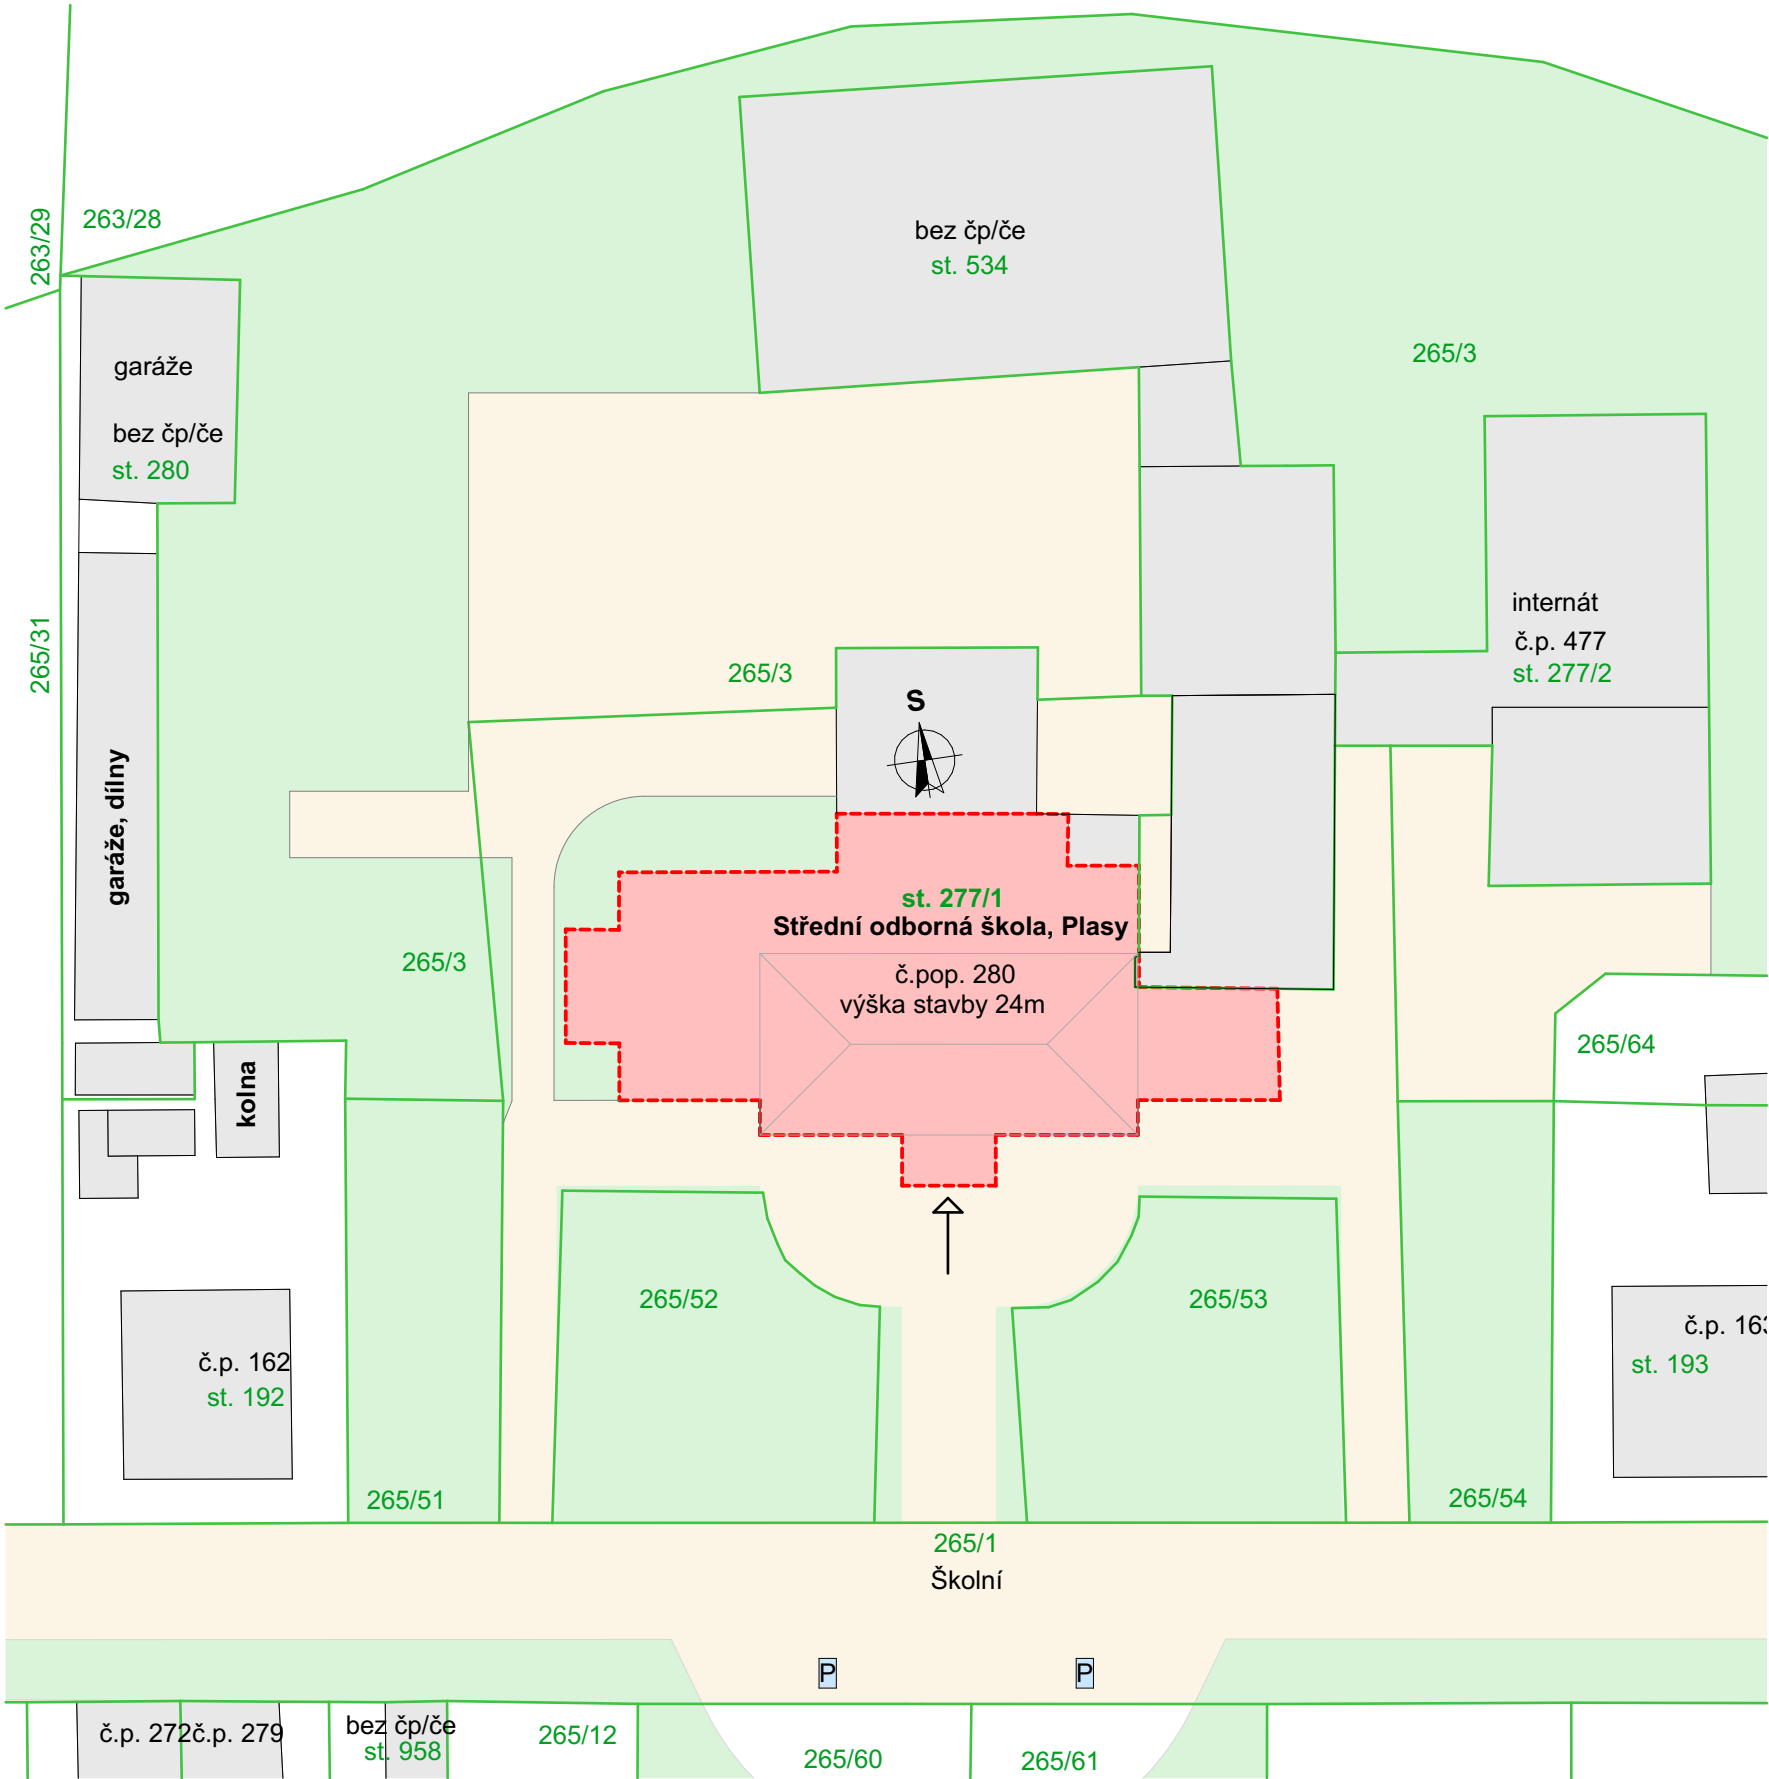 263/29
263/28
bez čp/če
st. 534
265/3
garáže
bez čp/če
st. 280
265/31
internát
č.p. 477
st. 277/2
265/3
S
garáže, dílny
st. 277/1
Střední odborná škola, Plasy
č.pop. 280
výška stavby 24m
265/3
265/64
kolna
265/52
265/53
č.p. 162
st. 192
č.p. 163
st. 193
265/51
265/54
265/1
Školní
P
P
č.p. 272
č.p. 279
bez čp/če
st. 958
265/12
265/60
265/61